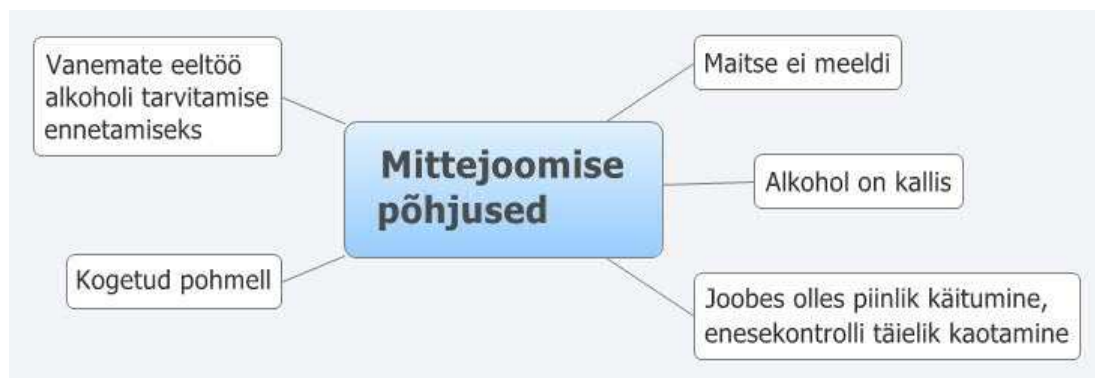 Vanemate eeltöö
alkoholi tarvitamise
ennetamiseks
Maitse ei meeldi
Mittejoomise
põhjused
Alkohol on kallis
Kogetud pohmell
Joobes olles piinlik käitumine,
enesekontrolli täielik kaotamine